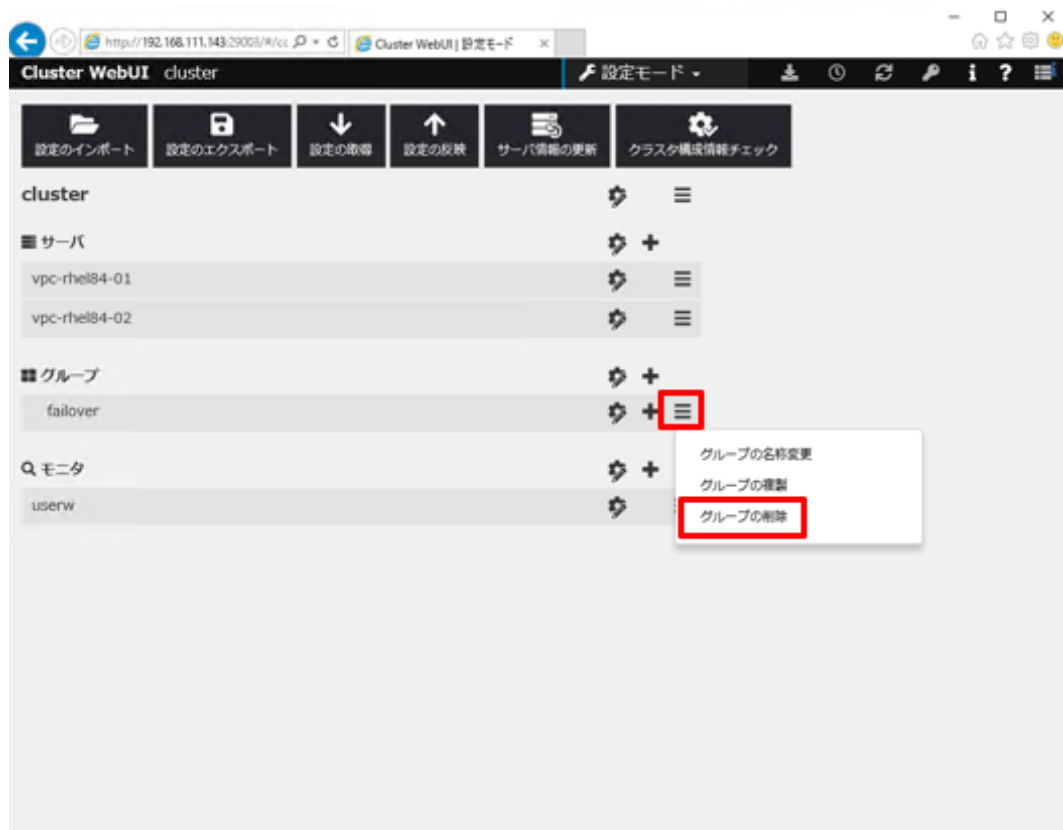 http://192.168.111.143:29003/#/cc
Cluster WebUI | 設定モード
Cluster WebUI cluster
設定モード
設定のインポート
設定のエクスポート
設定の取得
設定の反映
サーバ情報の更新
クラスタ構成情報チェック
cluster
サーバ
vpc-rhel84-01
vpc-rhel84-02
グループ
failover
グループの名称変更
モニタ
グループの複製
userw
グループの削除